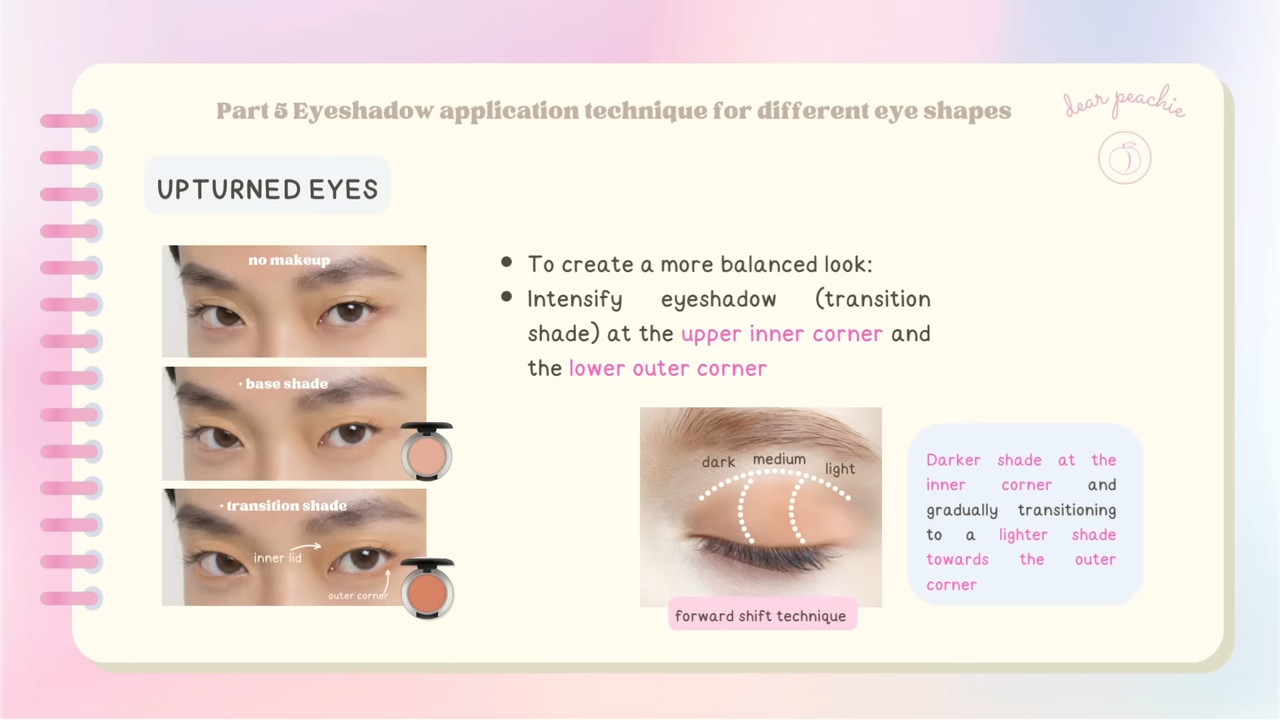 Part 5 Eyeshadow application technique for different eye shapes
dear peachie
UPTURNED EYES
no makeup
• base shade
• transition shade
inner lid
outer corner
• To create a more balanced look:
• Intensify eyeshadow (transition
shade) at the upper inner corner and
the lower outer corner
dark medium light
forward shift technique
Darker shade at the
inner corner and
gradually transitioning
to a lighter shade
towards the outer
corner